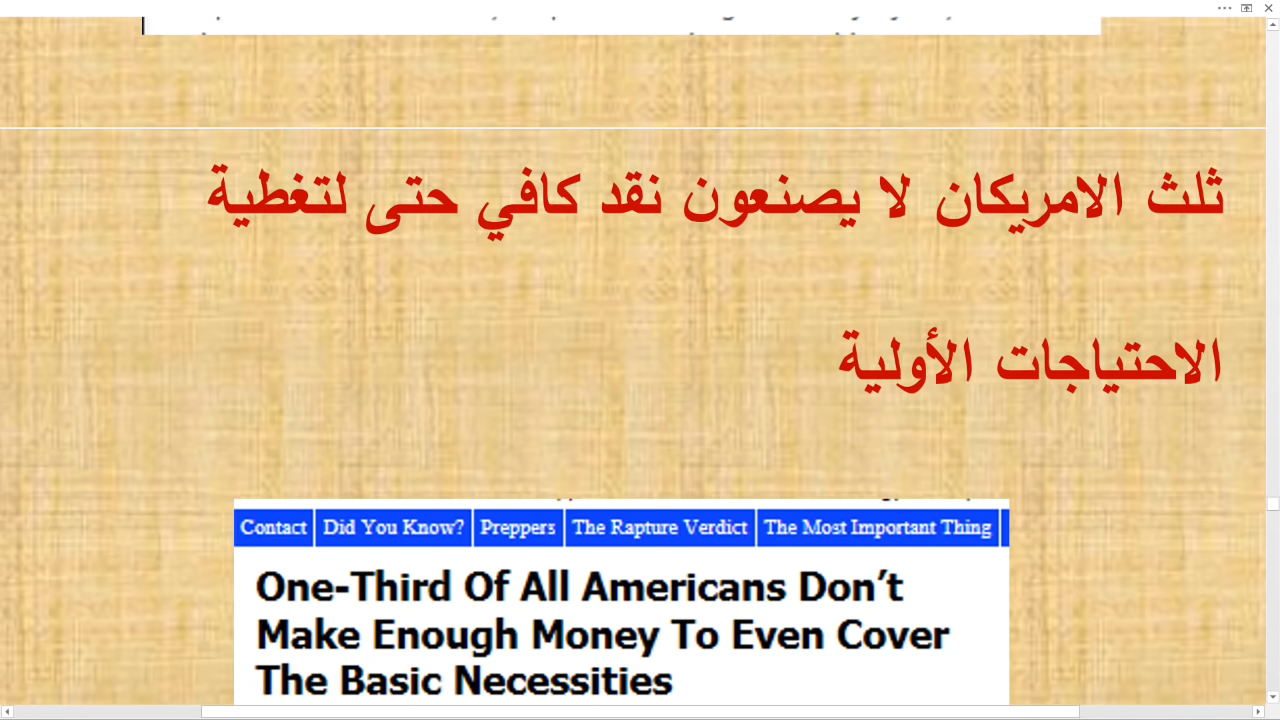 ثلث الامريكان لا يصنعون نقد كافي حتى لتغطية
الاحتياجات الأولية
Contact Did You Know? Preppers The Rapture Verdict The Most Important Thing
One-Third Of All Americans Don’t
Make Enough Money To Even Cover
The Basic Necessities